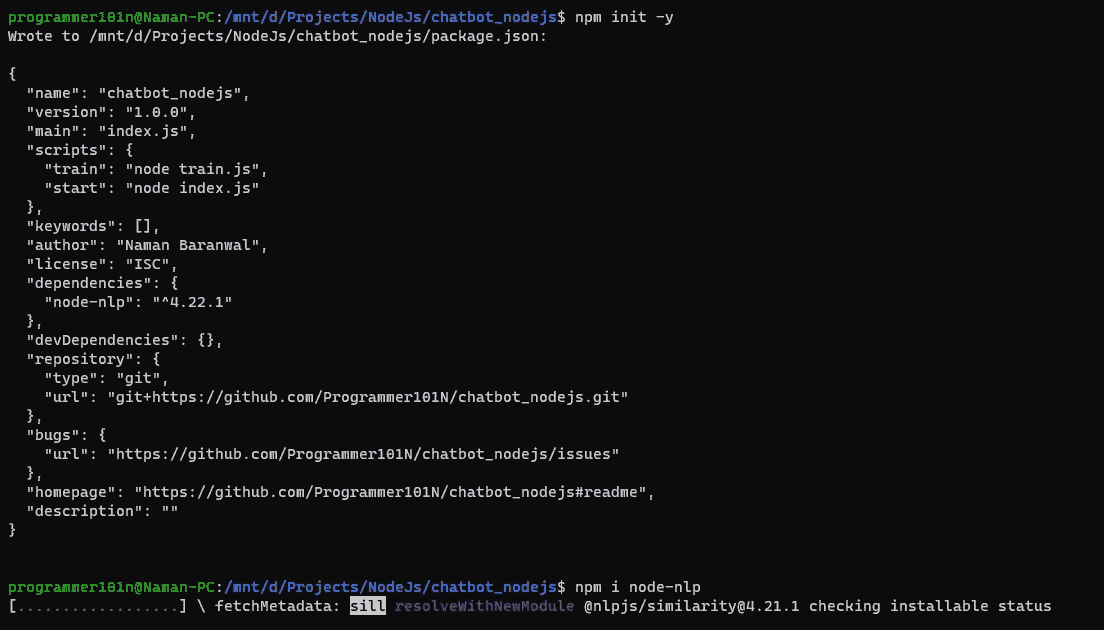 programmer101n@Naman-PC:/mnt/d/Projects/NodeJs/chatbot_nodejs$ npm init -y
Wrote to /mnt/d/Projects/NodeJs/chatbot_nodejs/package.json:
{
  "name": "chatbot_nodejs",
  "version": "1.0.0",
  "main": "index.js",
  "scripts": {
    "train": "node train.js",
    "start": "node index.js"
  },
  "keywords": [],
  "author": "Naman Baranwal",
  "license": "ISC",
  "dependencies": {
    "node-nlp": "^4.22.1"
  },
  "devDependencies": {},
  "repository": {
    "type": "git",
    "url": "git+https://github.com/Programmer101N/chatbot_nodejs.git"
  },
  "bugs": {
    "url": "https://github.com/Programmer101N/chatbot_nodejs/issues"
  },
  "homepage": "https://github.com/Programmer101N/chatbot_nodejs#readme",
  "description": ""
}
programmer101n@Naman-PC:/mnt/d/Projects/NodeJs/chatbot_nodejs$ npm i node-nlp
[..................] \ fetchMetadata: sill resolveWithNewModule @nlpjs/similarity@4.21.1 checking installable status